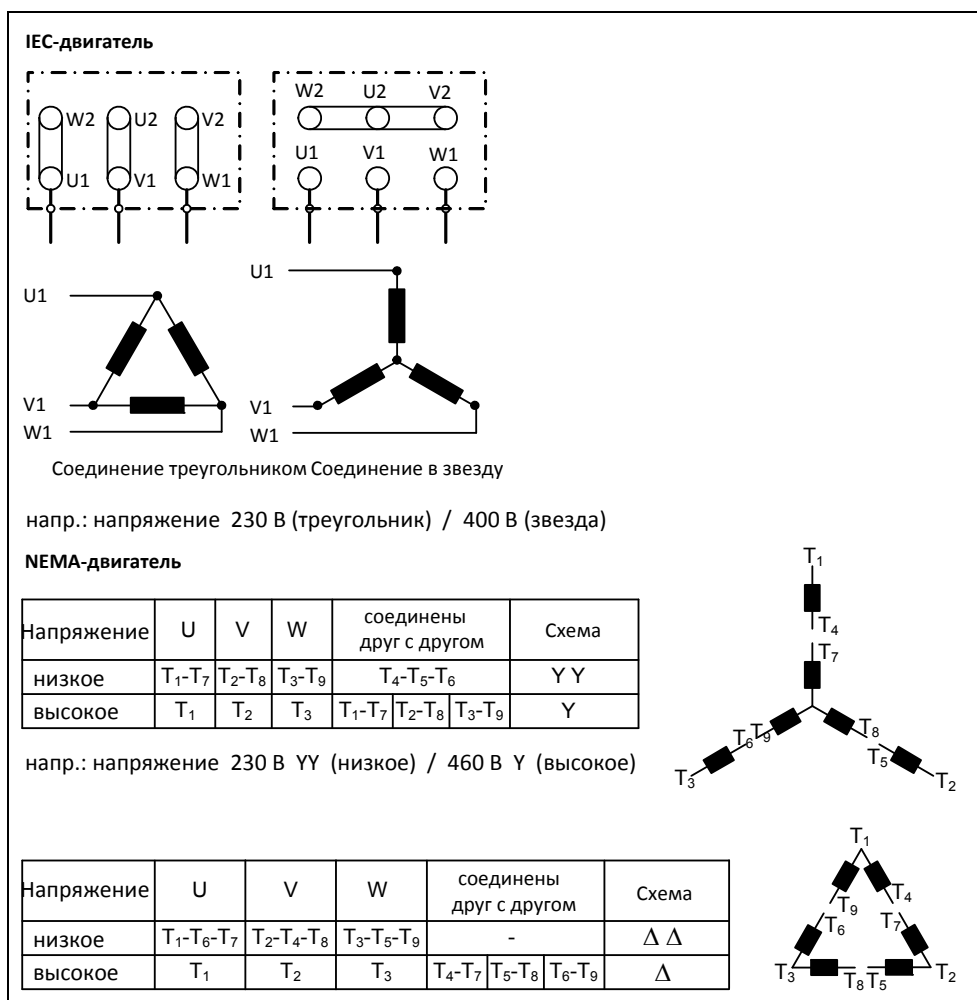 IEC-двигатель
W2 U2 V2
U1 V1 W1
W2 U2 V2
U1 V1 W1
U1
V1
W1
U1
V1
W1
Соединение треугольником Соединение в звезду
напр.: напряжение 230 В (треугольник) / 400 В (звезда)
NEMA-двигатель
Напряжение U V W соединены друг с другом Схема
низкое T₁-T₇ T₂-T₈ T₃-T₉ T₄-T₅-T₆ Y Y
высокое T₁ T₂ T₃ T₁-T₇ T₂-T₈ T₃-T₉ Y
T₁
T₄
T₇
T₆ T₉ T₈
T₅
T₃ T₂
напр.: напряжение 230 В YY (низкое) / 460 В Y (высокое)
Напряжение U V W соединены друг с другом Схема
низкое T₁-T₆-T₇ T₂-T₄-T₈ T₃-T₅-T₉ - Δ Δ
высокое T₁ T₂ T₃ T₄-T₇ T₅-T₈ T₆-T₉ Δ
T₁
T₉ T₄
T₆ T₇
T₃ T₈ T₅ T₂